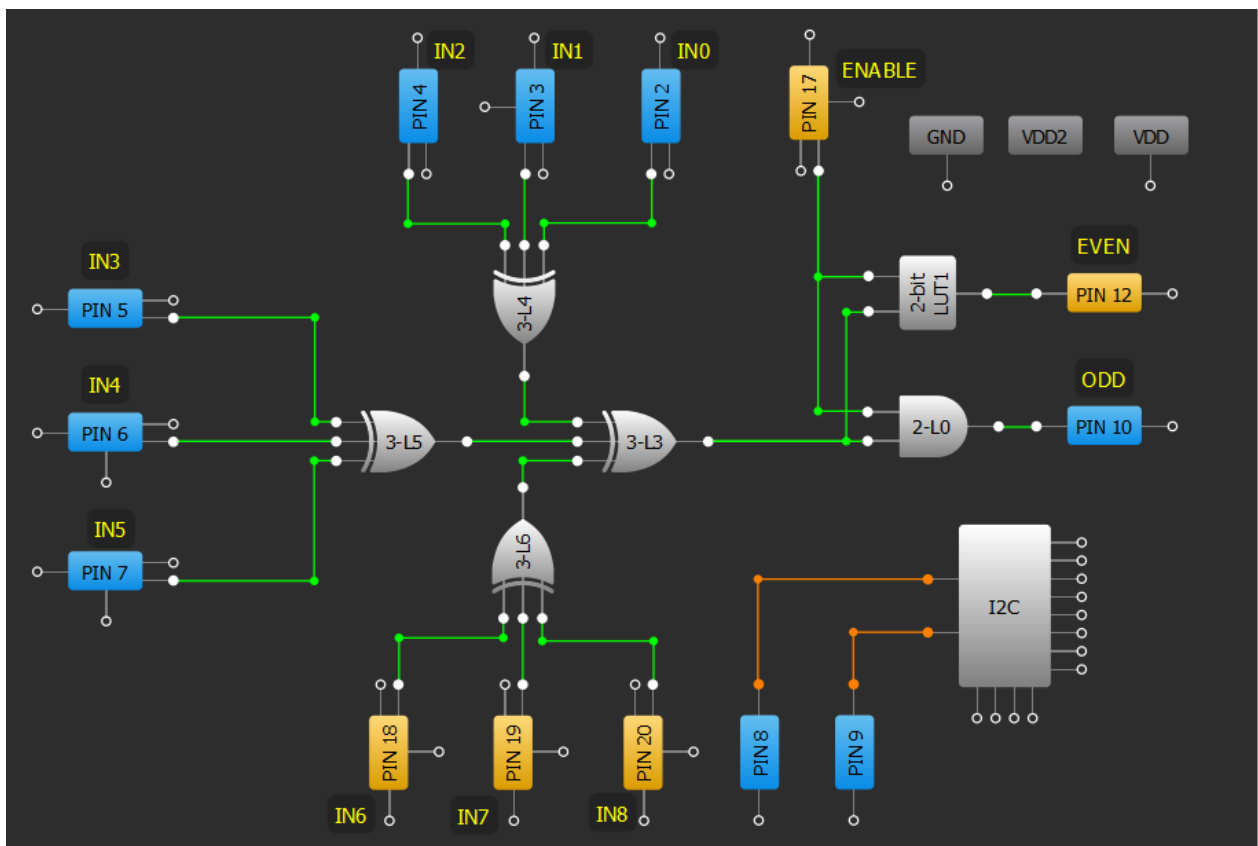 IN2
IN1
IN0
ENABLE
PIN 4
PIN 3
PIN 2
PIN 17
GND
VDD2
VDD
IN3
EVEN
PIN 5
3-L4
2-bit
LUT1
PIN 12
IN4
ODD
PIN 6
3-L5
3-L3
2-L0
PIN 10
IN5
PIN 7
3-L6
I2C
PIN 18
PIN 19
PIN 20
PIN 8
PIN 9
IN6
IN7
IN8